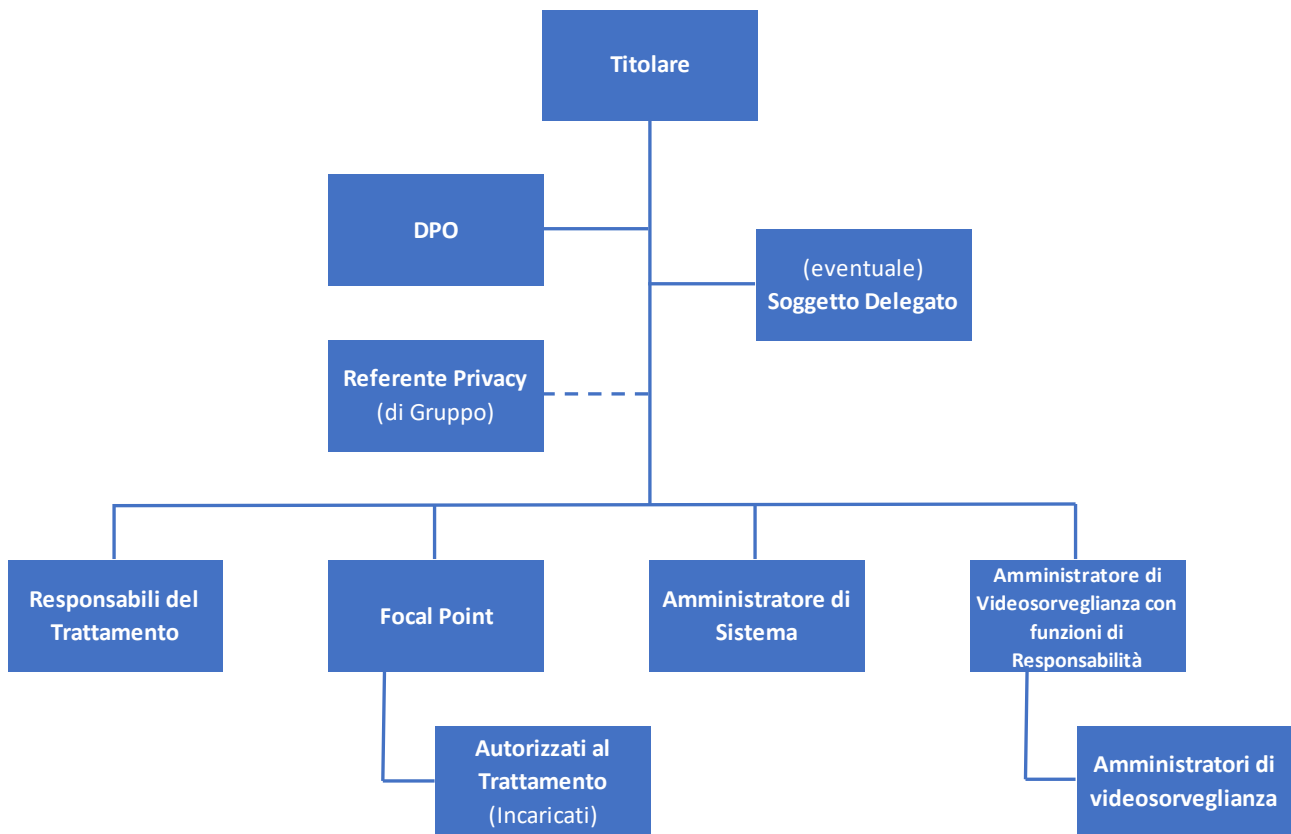 Titolare
DPO
(eventuale)
Soggetto Delegato
Referente Privacy
(di Gruppo)
Responsabili del
Trattamento
Focal Point
Amministratore di
Sistema
Amministratore di
Videosorveglianza con
funzioni di
Responsabilità
Autorizzati al
Trattamento
(Incaricati)
Amministratori di
videosorveglianza